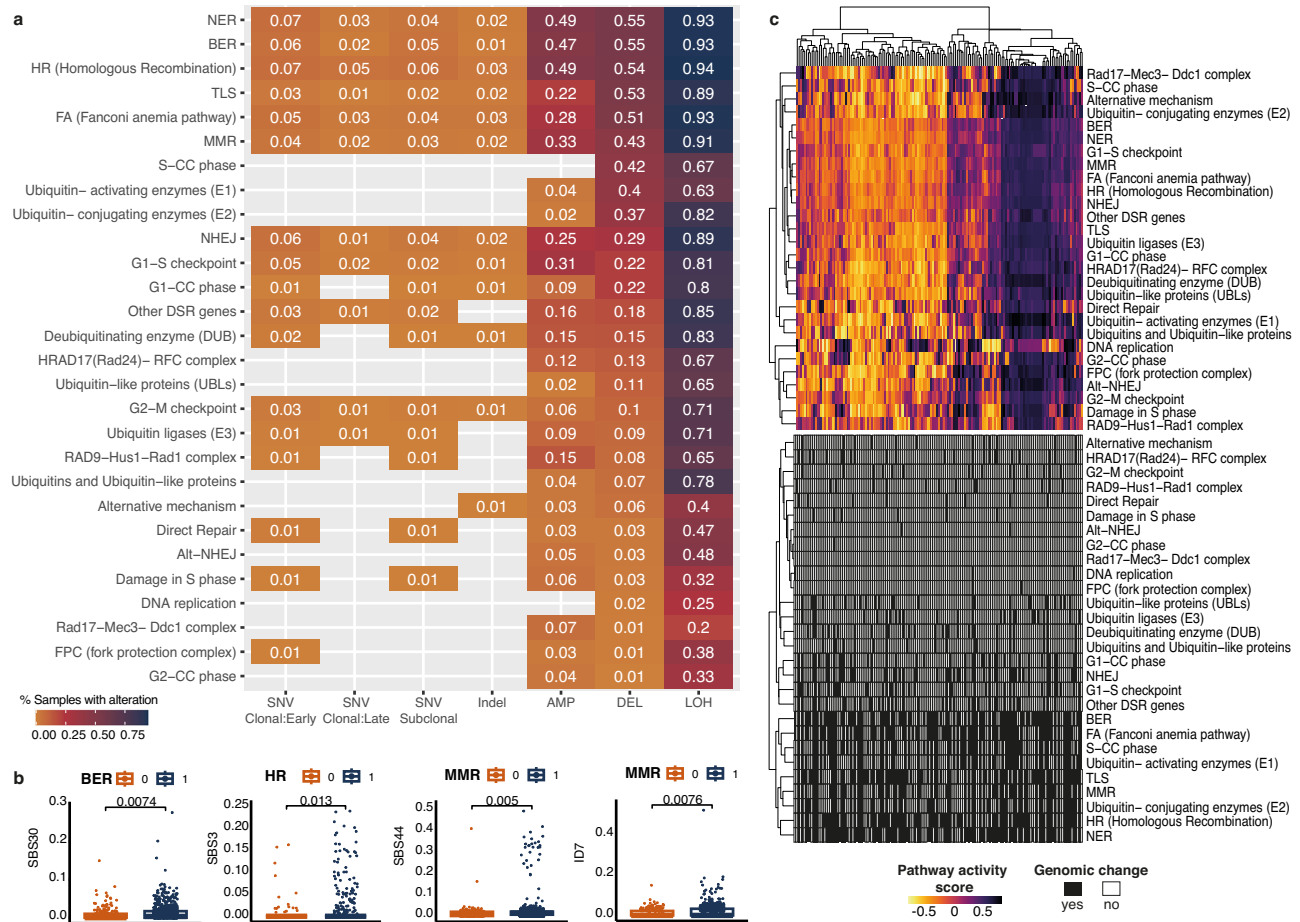 a
NER 0.07 0.03 0.04 0.02 0.49 0.55 0.93
BER 0.06 0.02 0.05 0.01 0.47 0.55 0.93
HR (Homologous Recombination) 0.07 0.05 0.06 0.03 0.49 0.54 0.94
TLS 0.03 0.01 0.02 0.02 0.22 0.53 0.89
FA (Fanconi anemia pathway) 0.05 0.03 0.04 0.03 0.28 0.51 0.93
MMR 0.04 0.02 0.03 0.02 0.33 0.43 0.91
S−CC phase 0.42 0.67
Ubiquitin− activating enzymes (E1) 0.04 0.4 0.63
Ubiquitin− conjugating enzymes (E2) 0.02 0.37 0.82
NHEJ 0.06 0.01 0.04 0.02 0.25 0.29 0.89
G1−S checkpoint 0.05 0.02 0.02 0.01 0.31 0.22 0.81
G1−CC phase 0.01 0.01 0.01 0.09 0.22 0.8
Other DSR genes 0.03 0.01 0.02 0.16 0.18 0.85
Deubiquitinating enzyme (DUB) 0.02 0.01 0.01 0.15 0.15 0.83
HRAD17(Rad24)− RFC complex 0.12 0.13 0.67
Ubiquitin−like proteins (UBLs) 0.02 0.11 0.65
G2−M checkpoint 0.03 0.01 0.01 0.01 0.06 0.1 0.71
Ubiquitin ligases (E3) 0.01 0.01 0.01 0.09 0.09 0.71
RAD9−Hus1−Rad1 complex 0.01 0.01 0.15 0.08 0.65
Ubiquitins and Ubiquitin−like proteins 0.04 0.07 0.78
Alternative mechanism 0.01 0.03 0.06 0.4
Direct Repair 0.01 0.01 0.03 0.03 0.47
Alt−NHEJ 0.05 0.03 0.48
Damage in S phase 0.01 0.01 0.06 0.03 0.32
DNA replication 0.02 0.25
Rad17−Mec3− Ddc1 complex 0.07 0.01 0.2
FPC (fork protection complex) 0.01 0.03 0.01 0.38
G2−CC phase 0.04 0.01 0.33
SNV SNV SNV Indel AMP DEL LOH
Clonal:Early Clonal:Late Subclonal
% Samples with alteration
0.00 0.25 0.50 0.75
b
BER 0 1
0.0074
SBS30
0.3
0.2
0.1
0.0
HR 0 1
0.013
SBS3
0.25
0.20
0.15
0.10
0.05
0.00
MMR 0 1
0.005
SBS44
0.5
0.4
0.3
0.2
0.1
0.0
MMR 0 1
0.0076
ID7
0.4
0.2
0.0
c
Rad17−Mec3− Ddc1 complex
S−CC phase
Alternative mechanism
Ubiquitin− conjugating enzymes (E2)
BER
NER
G1−S checkpoint
MMR
FA (Fanconi anemia pathway)
HR (Homologous Recombination)
NHEJ
Other DSR genes
TLS
Ubiquitin ligases (E3)
G1−CC phase
HRAD17(Rad24)− RFC complex
Deubiquitinating enzyme (DUB)
Ubiquitin−like proteins (UBLs)
Direct Repair
Ubiquitin− activating enzymes (E1)
Ubiquitins and Ubiquitin−like proteins
DNA replication
G2−CC phase
FPC (fork protection complex)
Alt−NHEJ
G2−M checkpoint
Damage in S phase
RAD9−Hus1−Rad1 complex
Alternative mechanism
HRAD17(Rad24)− RFC complex
G2−M checkpoint
RAD9−Hus1−Rad1 complex
Direct Repair
Damage in S phase
Alt−NHEJ
G2−CC phase
Rad17−Mec3− Ddc1 complex
DNA replication
FPC (fork protection complex)
Ubiquitin−like proteins (UBLs)
Ubiquitin ligases (E3)
Deubiquitinating enzyme (DUB)
Ubiquitins and Ubiquitin−like proteins
G1−CC phase
NHEJ
G1−S checkpoint
Other DSR genes
BER
FA (Fanconi anemia pathway)
S−CC phase
Ubiquitin− activating enzymes (E1)
TLS
MMR
Ubiquitin− conjugating enzymes (E2)
HR (Homologous Recombination)
NER
Pathway activity
score
-0.5 0 0.5
Genomic change
yes no